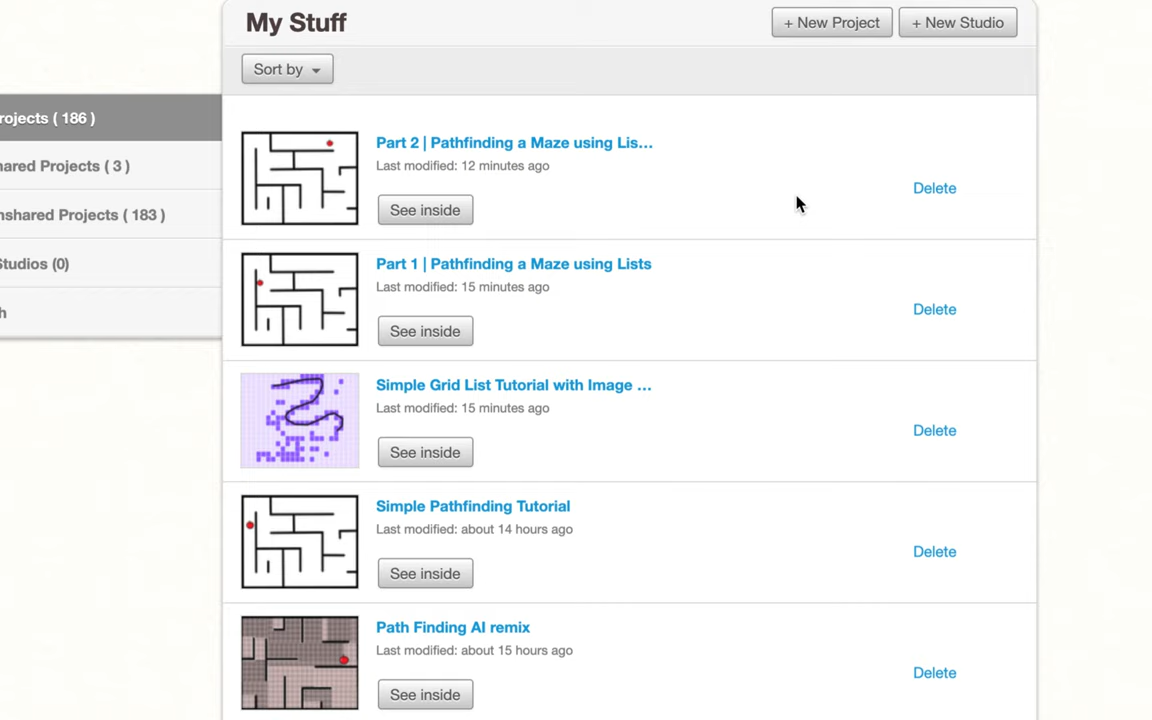 My Stuff
+ New Project
+ New Studio
Sort by
rojects ( 186 )
ared Projects ( 3 )
nshared Projects ( 183 )
Studios (0)
h
Part 2 | Pathfinding a Maze using Lis...
Last modified: 12 minutes ago
See inside
Delete
Part 1 | Pathfinding a Maze using Lists
Last modified: 15 minutes ago
See inside
Delete
Simple Grid List Tutorial with Image ...
Last modified: 15 minutes ago
See inside
Delete
Simple Pathfinding Tutorial
Last modified: about 14 hours ago
See inside
Delete
Path Finding AI remix
Last modified: about 15 hours ago
See inside
Delete